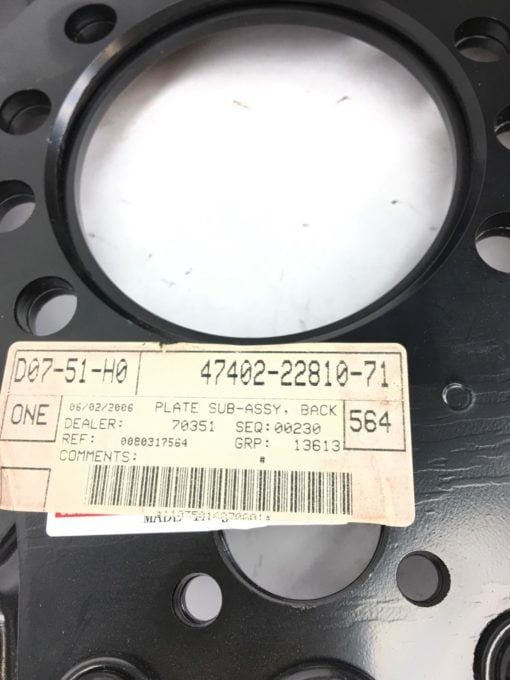 D07-51-H0 47402-22810-71
ONE 06/02/2006 PLATE SUB-ASSY, BACK 564
DEALER: 70351 SEQ:00230
REF: 0080317564 GRP: 13613
COMMENTS: #
MADE